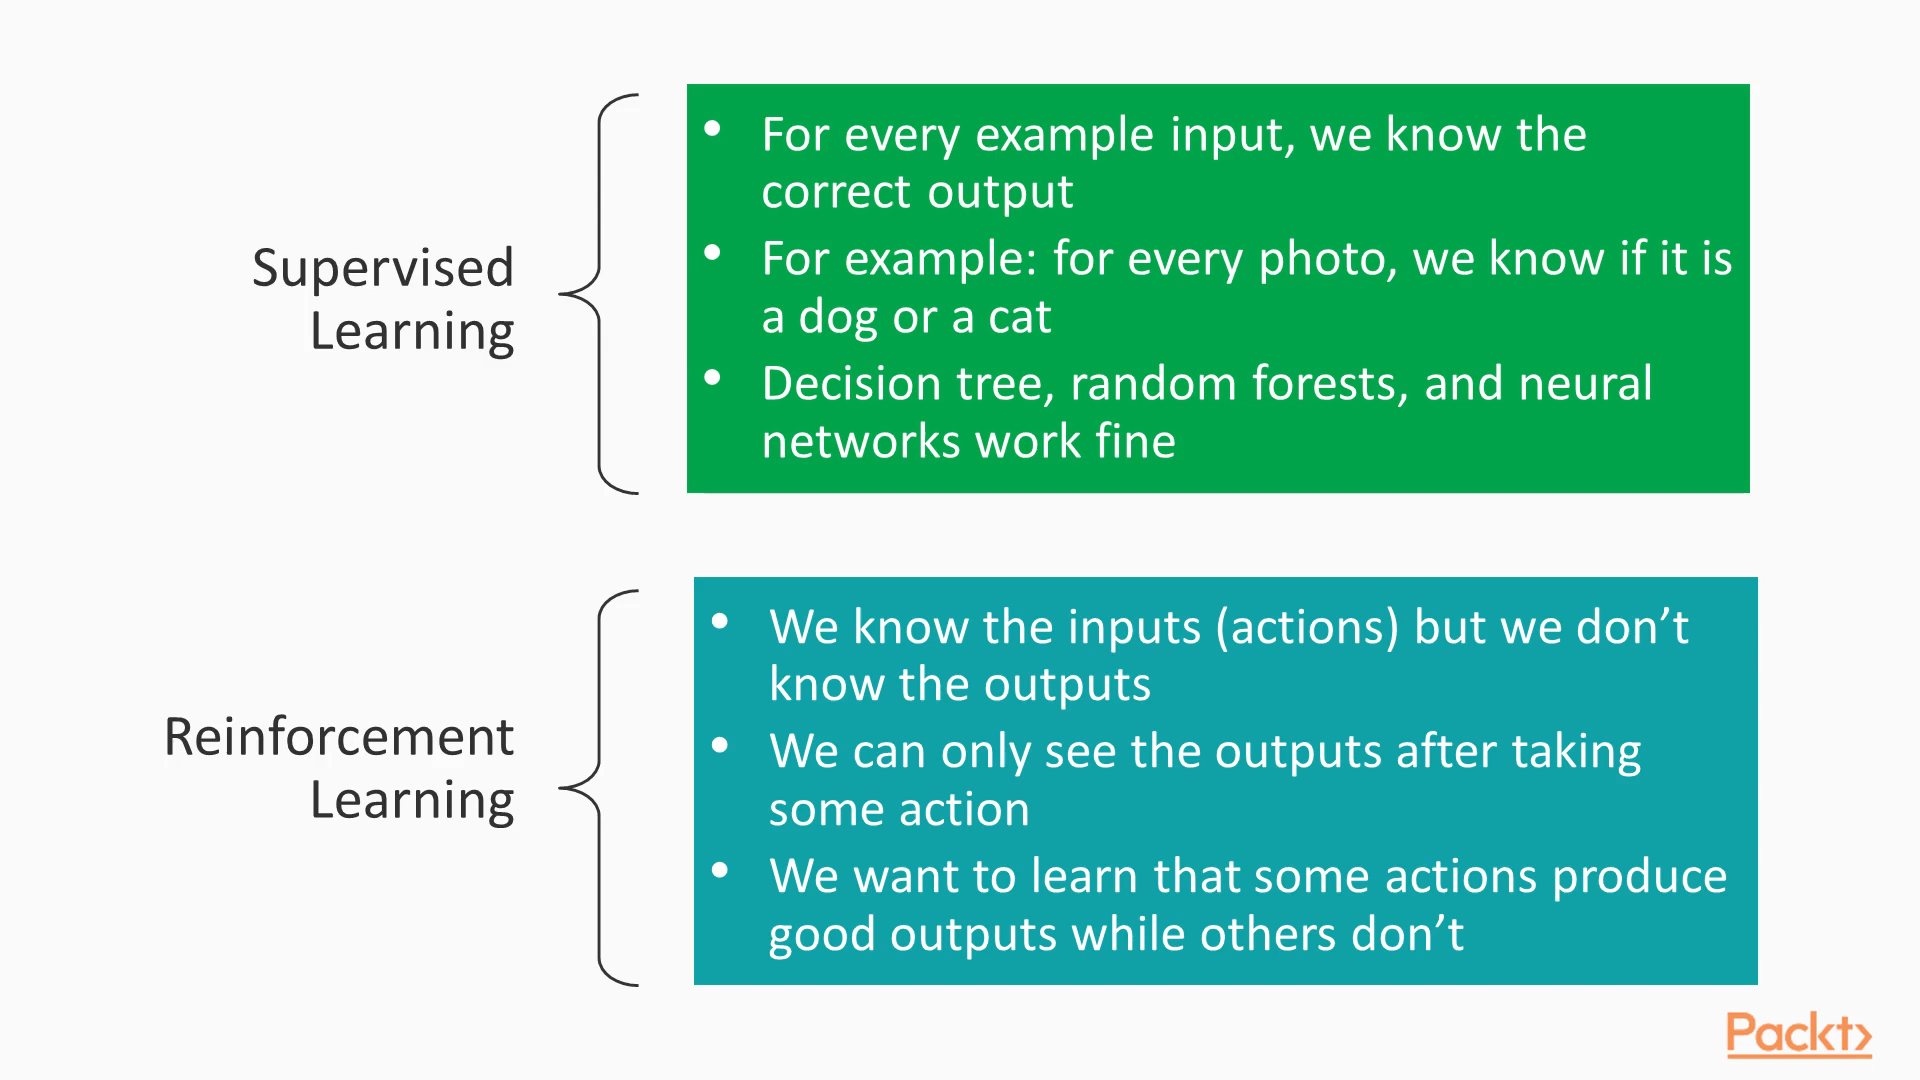 Supervised
Learning
• For every example input, we know the
correct output
• For example: for every photo, we know if it is
a dog or a cat
• Decision tree, random forests, and neural
networks work fine
Reinforcement
Learning
• We know the inputs (actions) but we don’t
know the outputs
• We can only see the outputs after taking
some action
• We want to learn that some actions produce
good outputs while others don’t
Packt>